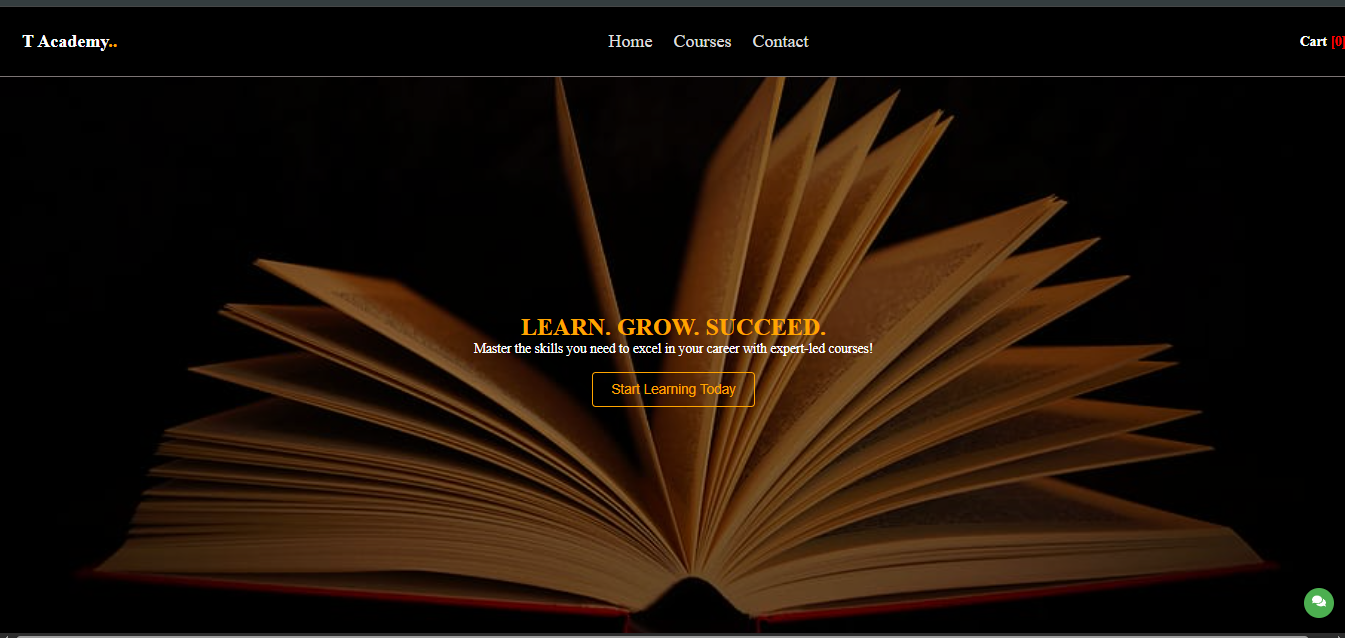 T Academy..
Home Courses Contact
Cart [0]
LEARN. GROW. SUCCEED.
Master the skills you need to excel in your career with expert-led courses!
Start Learning Today